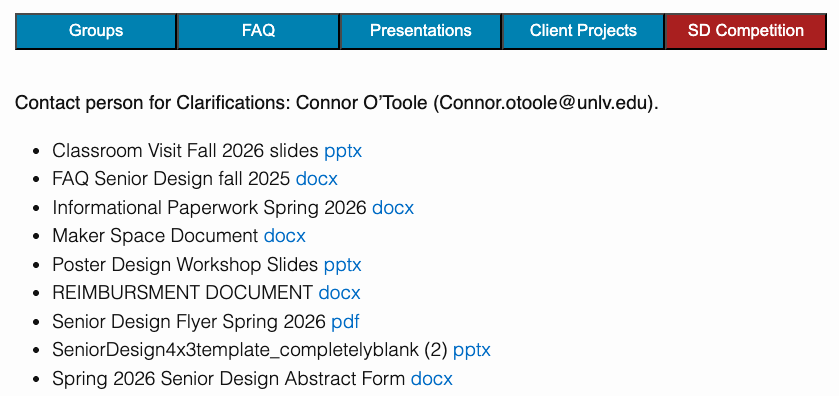 Groups FAQ Presentations Client Projects SD Competition
Contact person for Clarifications: Connor O’Toole (Connor.otoole@unlv.edu).
• Classroom Visit Fall 2026 slides pptx
• FAQ Senior Design fall 2025 docx
• Informational Paperwork Spring 2026 docx
• Maker Space Document docx
• Poster Design Workshop Slides pptx
• REIMBURSMENT DOCUMENT docx
• Senior Design Flyer Spring 2026 pdf
• SeniorDesign4x3template_completelyblank (2) pptx
• Spring 2026 Senior Design Abstract Form docx